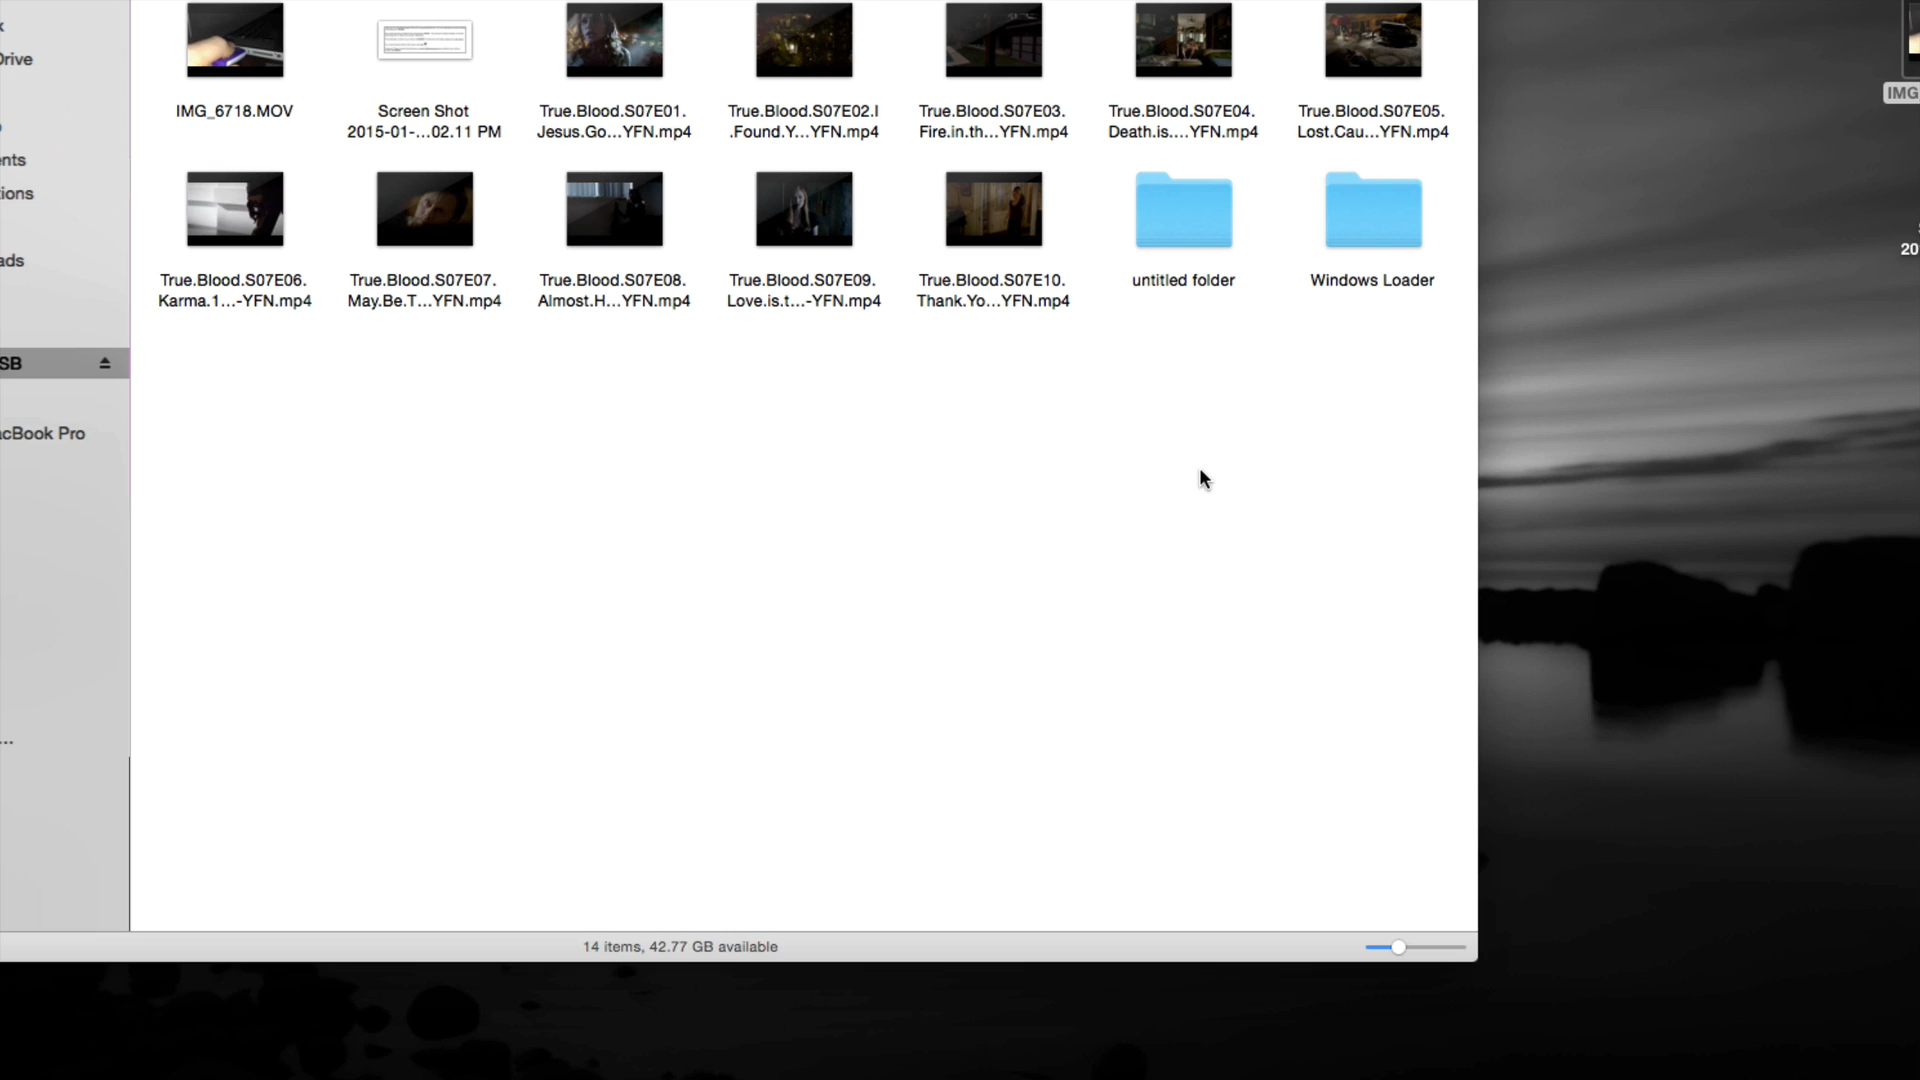 IMG_6718.MOV
Screen Shot
2015-01-...02.11 PM
True.Blood.S07E01.
Jesus.Go...YFN.mp4
True.Blood.S07E02.I
.Found.Y...YFN.mp4
True.Blood.S07E03.
Fire.in.th...YFN.mp4
True.Blood.S07E04.
Death.is....YFN.mp4
True.Blood.S07E05.
Lost.Cau...YFN.mp4
True.Blood.S07E06.
Karma.1...-YFN.mp4
True.Blood.S07E07.
May.Be.T...YFN.mp4
True.Blood.S07E08.
Almost.H...YFN.mp4
True.Blood.S07E09.
Love.is.t...-YFN.mp4
True.Blood.S07E10.
Thank.Yo...YFN.mp4
untitled folder
Windows Loader
x
Drive
ents
tions
ads
SB
acBook Pro
...
14 items, 42.77 GB available
IMG
20